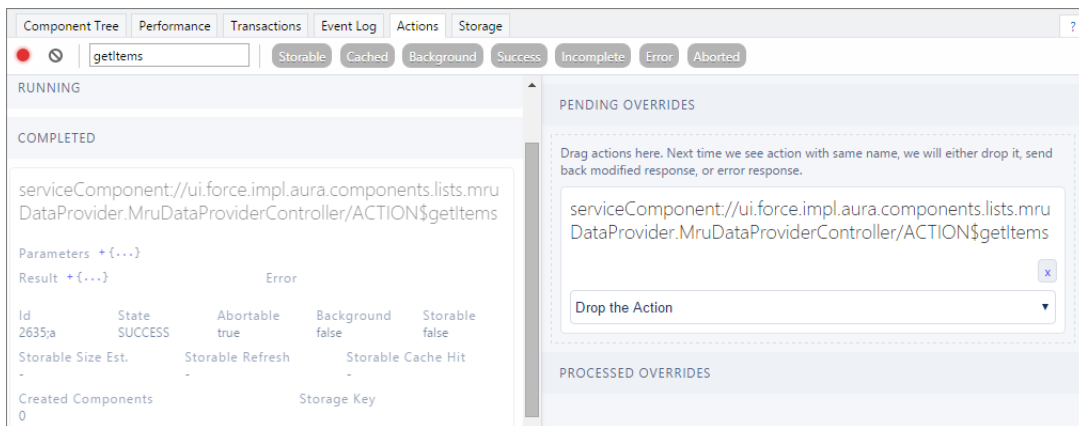 Component Tree Performance Transactions Event Log Actions Storage ?
getItems Storable Cached Background Success Incomplete Error Aborted
RUNNING
COMPLETED
serviceComponent://ui.force.impl.aura.components.lists.mru
DataProvider.MruDataProviderController/ACTION$getItems
Parameters +{...}
Result +{...} Error
Id State Abortable Background Storable
2635;a SUCCESS true false false
Storable Size Est. Storable Refresh Storable Cache Hit
- - -
Created Components Storage Key
0
PENDING OVERRIDES
Drag actions here. Next time we see action with same name, we will either drop it, send
back modified response, or error response.
serviceComponent://ui.force.impl.aura.components.lists.mru
DataProvider.MruDataProviderController/ACTION$getItems
x
Drop the Action
PROCESSED OVERRIDES